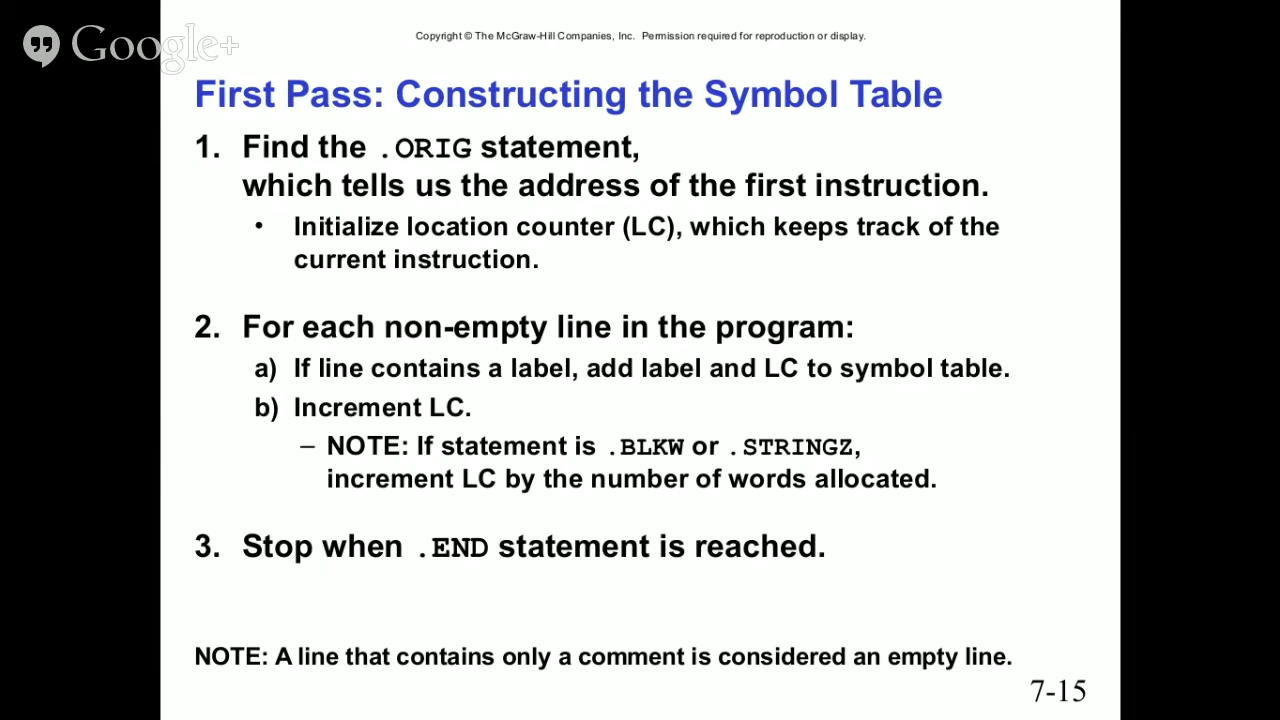 Google+
Copyright © The McGraw-Hill Companies, Inc. Permission required for reproduction or display.
First Pass: Constructing the Symbol Table
1. Find the .ORIG statement,
which tells us the address of the first instruction.
• Initialize location counter (LC), which keeps track of the
current instruction.
2. For each non-empty line in the program:
a) If line contains a label, add label and LC to symbol table.
b) Increment LC.
– NOTE: If statement is .BLKW or .STRINGZ,
increment LC by the number of words allocated.
3. Stop when .END statement is reached.
NOTE: A line that contains only a comment is considered an empty line.
7-15